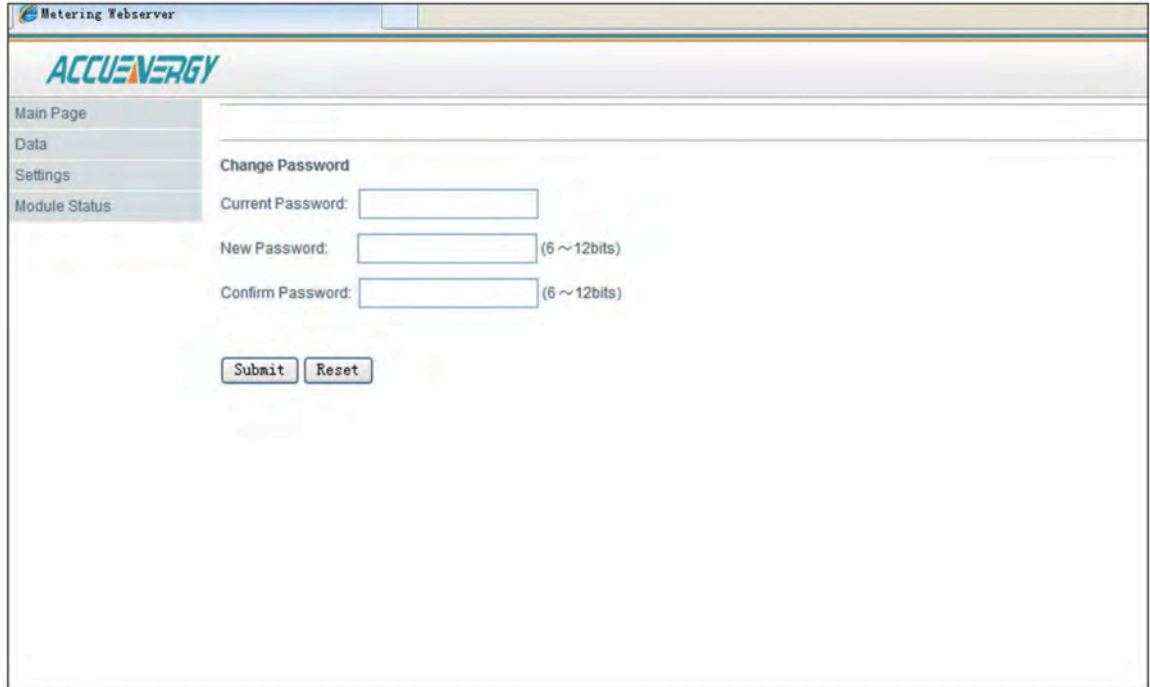 Metering Webserver
ACCUENERGY
Main Page
Data
Settings
Module Status
Change Password
Current Password:
New Password: (6～12bits)
Confirm Password: (6～12bits)
Submit Reset